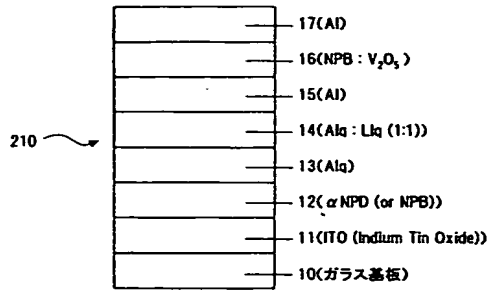 17(Al)
16(NPB : V₂O₅)
15(Al)
14(Alq : Liq (1:1))
210
13(Alq)
12(αNPD (or NPB))
11(ITO (Indium Tin Oxide))
10(ガラス基板)